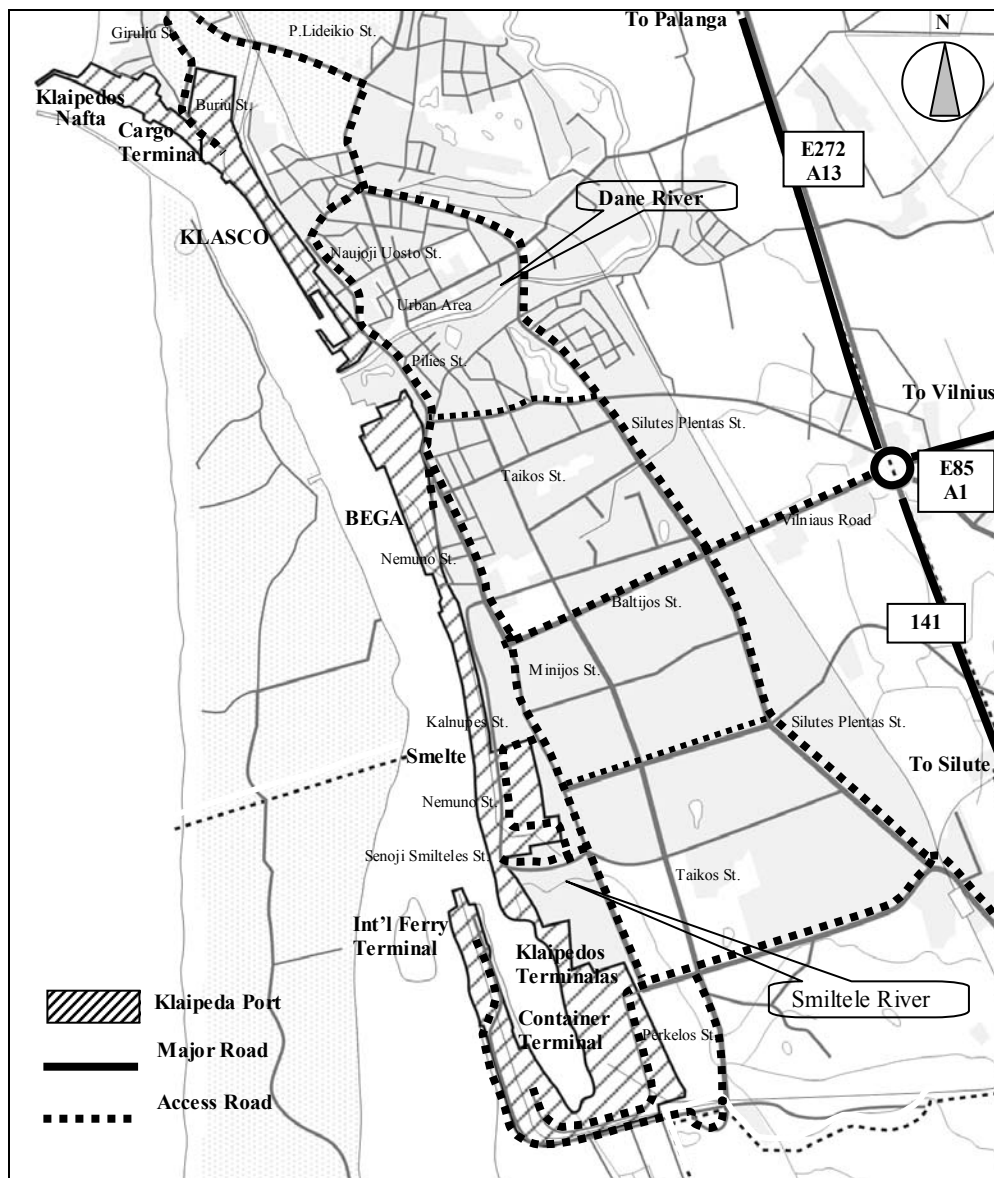 To Palanga
N
P.Lideikio St.
Giruliu St.
Klaipedos
Nafta
Buriu St.
Cargo
Terminal
E272
A13
Dane River
KLASCO
Naujoji Uosto St.
Urban Area
Pilies St.
To Vilnius
Silutes Plentas St.
E85
A1
Taikos St.
BEGA
Vilniaus Road
Nemuno St.
Baltijos St.
141
Minijos St.
Kalnupes St.
Silutes Plentas St.
Smelte
To Silute,
Nemuno St.
Senoji Smilteles St.
Taikos St.
Int'l Ferry
Terminal
Klaipedos
Terminalas
Smiltele River
Klaipeda Port
Container
Terminal
Perkelos St.
Major Road
Access Road